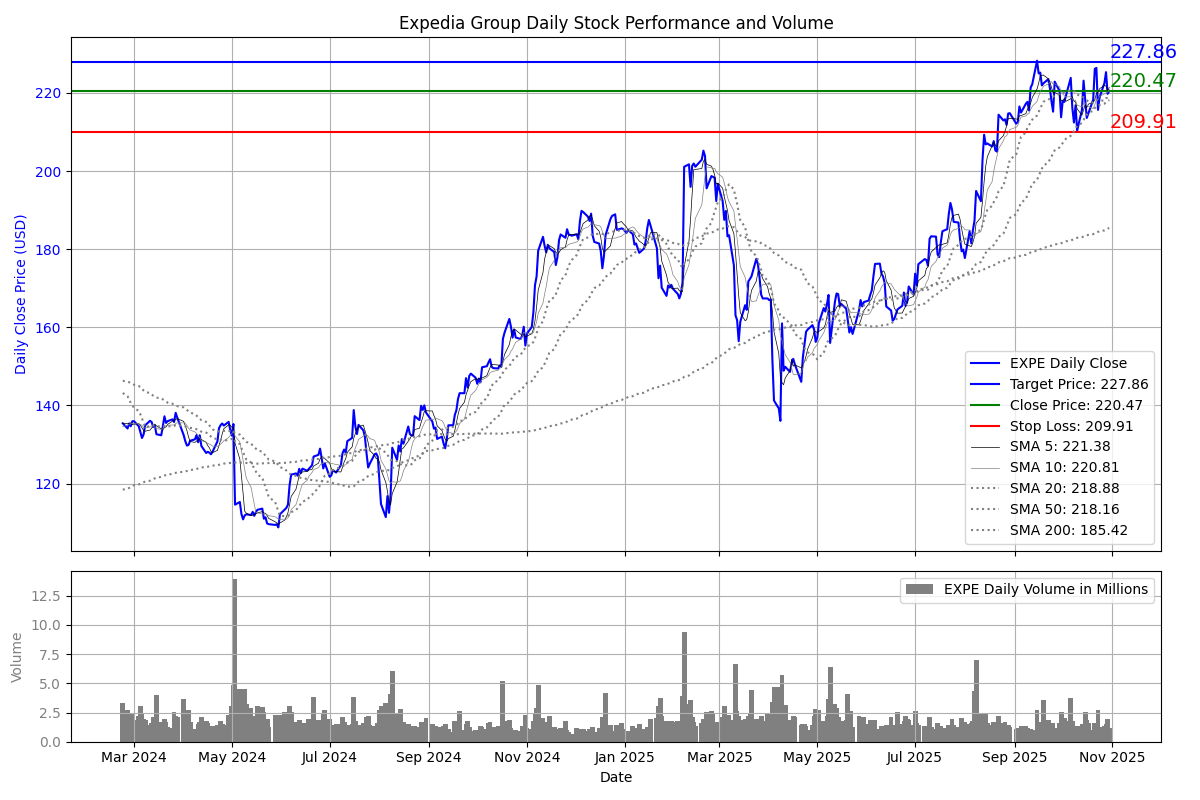 Expedia Group Daily Stock Performance and Volume
227.86
220.47
209.91
Daily Close Price (USD)
220
200
180
160
140
120
EXPE Daily Close
Target Price: 227.86
Close Price: 220.47
Stop Loss: 209.91
SMA 5: 221.38
SMA 10: 220.81
SMA 20: 218.88
SMA 50: 218.16
SMA 200: 185.42
Volume
12.5
10.0
7.5
5.0
2.5
0.0
EXPE Daily Volume in Millions
Mar 2024 May 2024 Jul 2024 Sep 2024 Nov 2024 Jan 2025 Mar 2025 May 2025 Jul 2025 Sep 2025 Nov 2025
Date